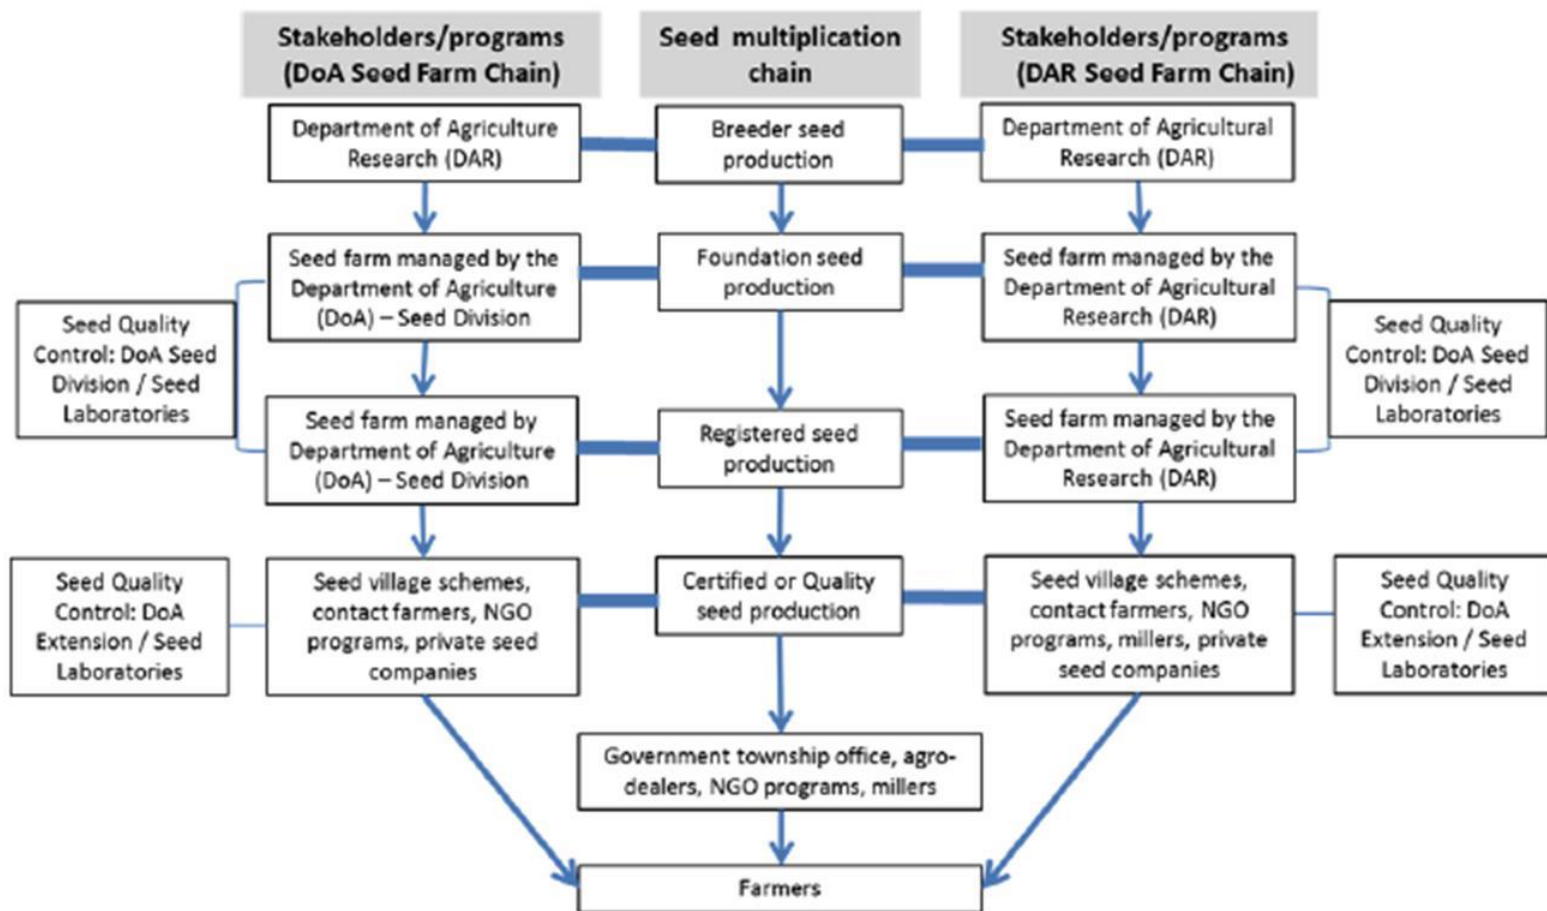 Stakeholders/programs
(DoA Seed Farm Chain)
Seed multiplication
chain
Stakeholders/programs
(DAR Seed Farm Chain)
Department of Agriculture
Research (DAR)
Breeder seed
production
Department of Agricultural
Research (DAR)
Seed farm managed by the
Department of Agriculture
(DoA) – Seed Division
Foundation seed
production
Seed farm managed by the
Department of Agricultural
Research (DAR)
Seed Quality
Control: DoA Seed
Division / Seed
Laboratories
Seed Quality
Control: DoA Seed
Division / Seed
Laboratories
Seed farm managed by
Department of Agriculture
(DoA) – Seed Division
Registered seed
production
Seed farm managed by the
Department of Agricultural
Research (DAR)
Seed Quality
Control: DoA
Extension / Seed
Laboratories
Seed village schemes,
contact farmers, NGO
programs, private seed
companies
Certified or Quality
seed production
Seed village schemes,
contact farmers, NGO
programs, millers, private
seed companies
Seed Quality
Control: DoA
Extension / Seed
Laboratories
Government township office, agro-
dealers, NGO programs, millers
Farmers